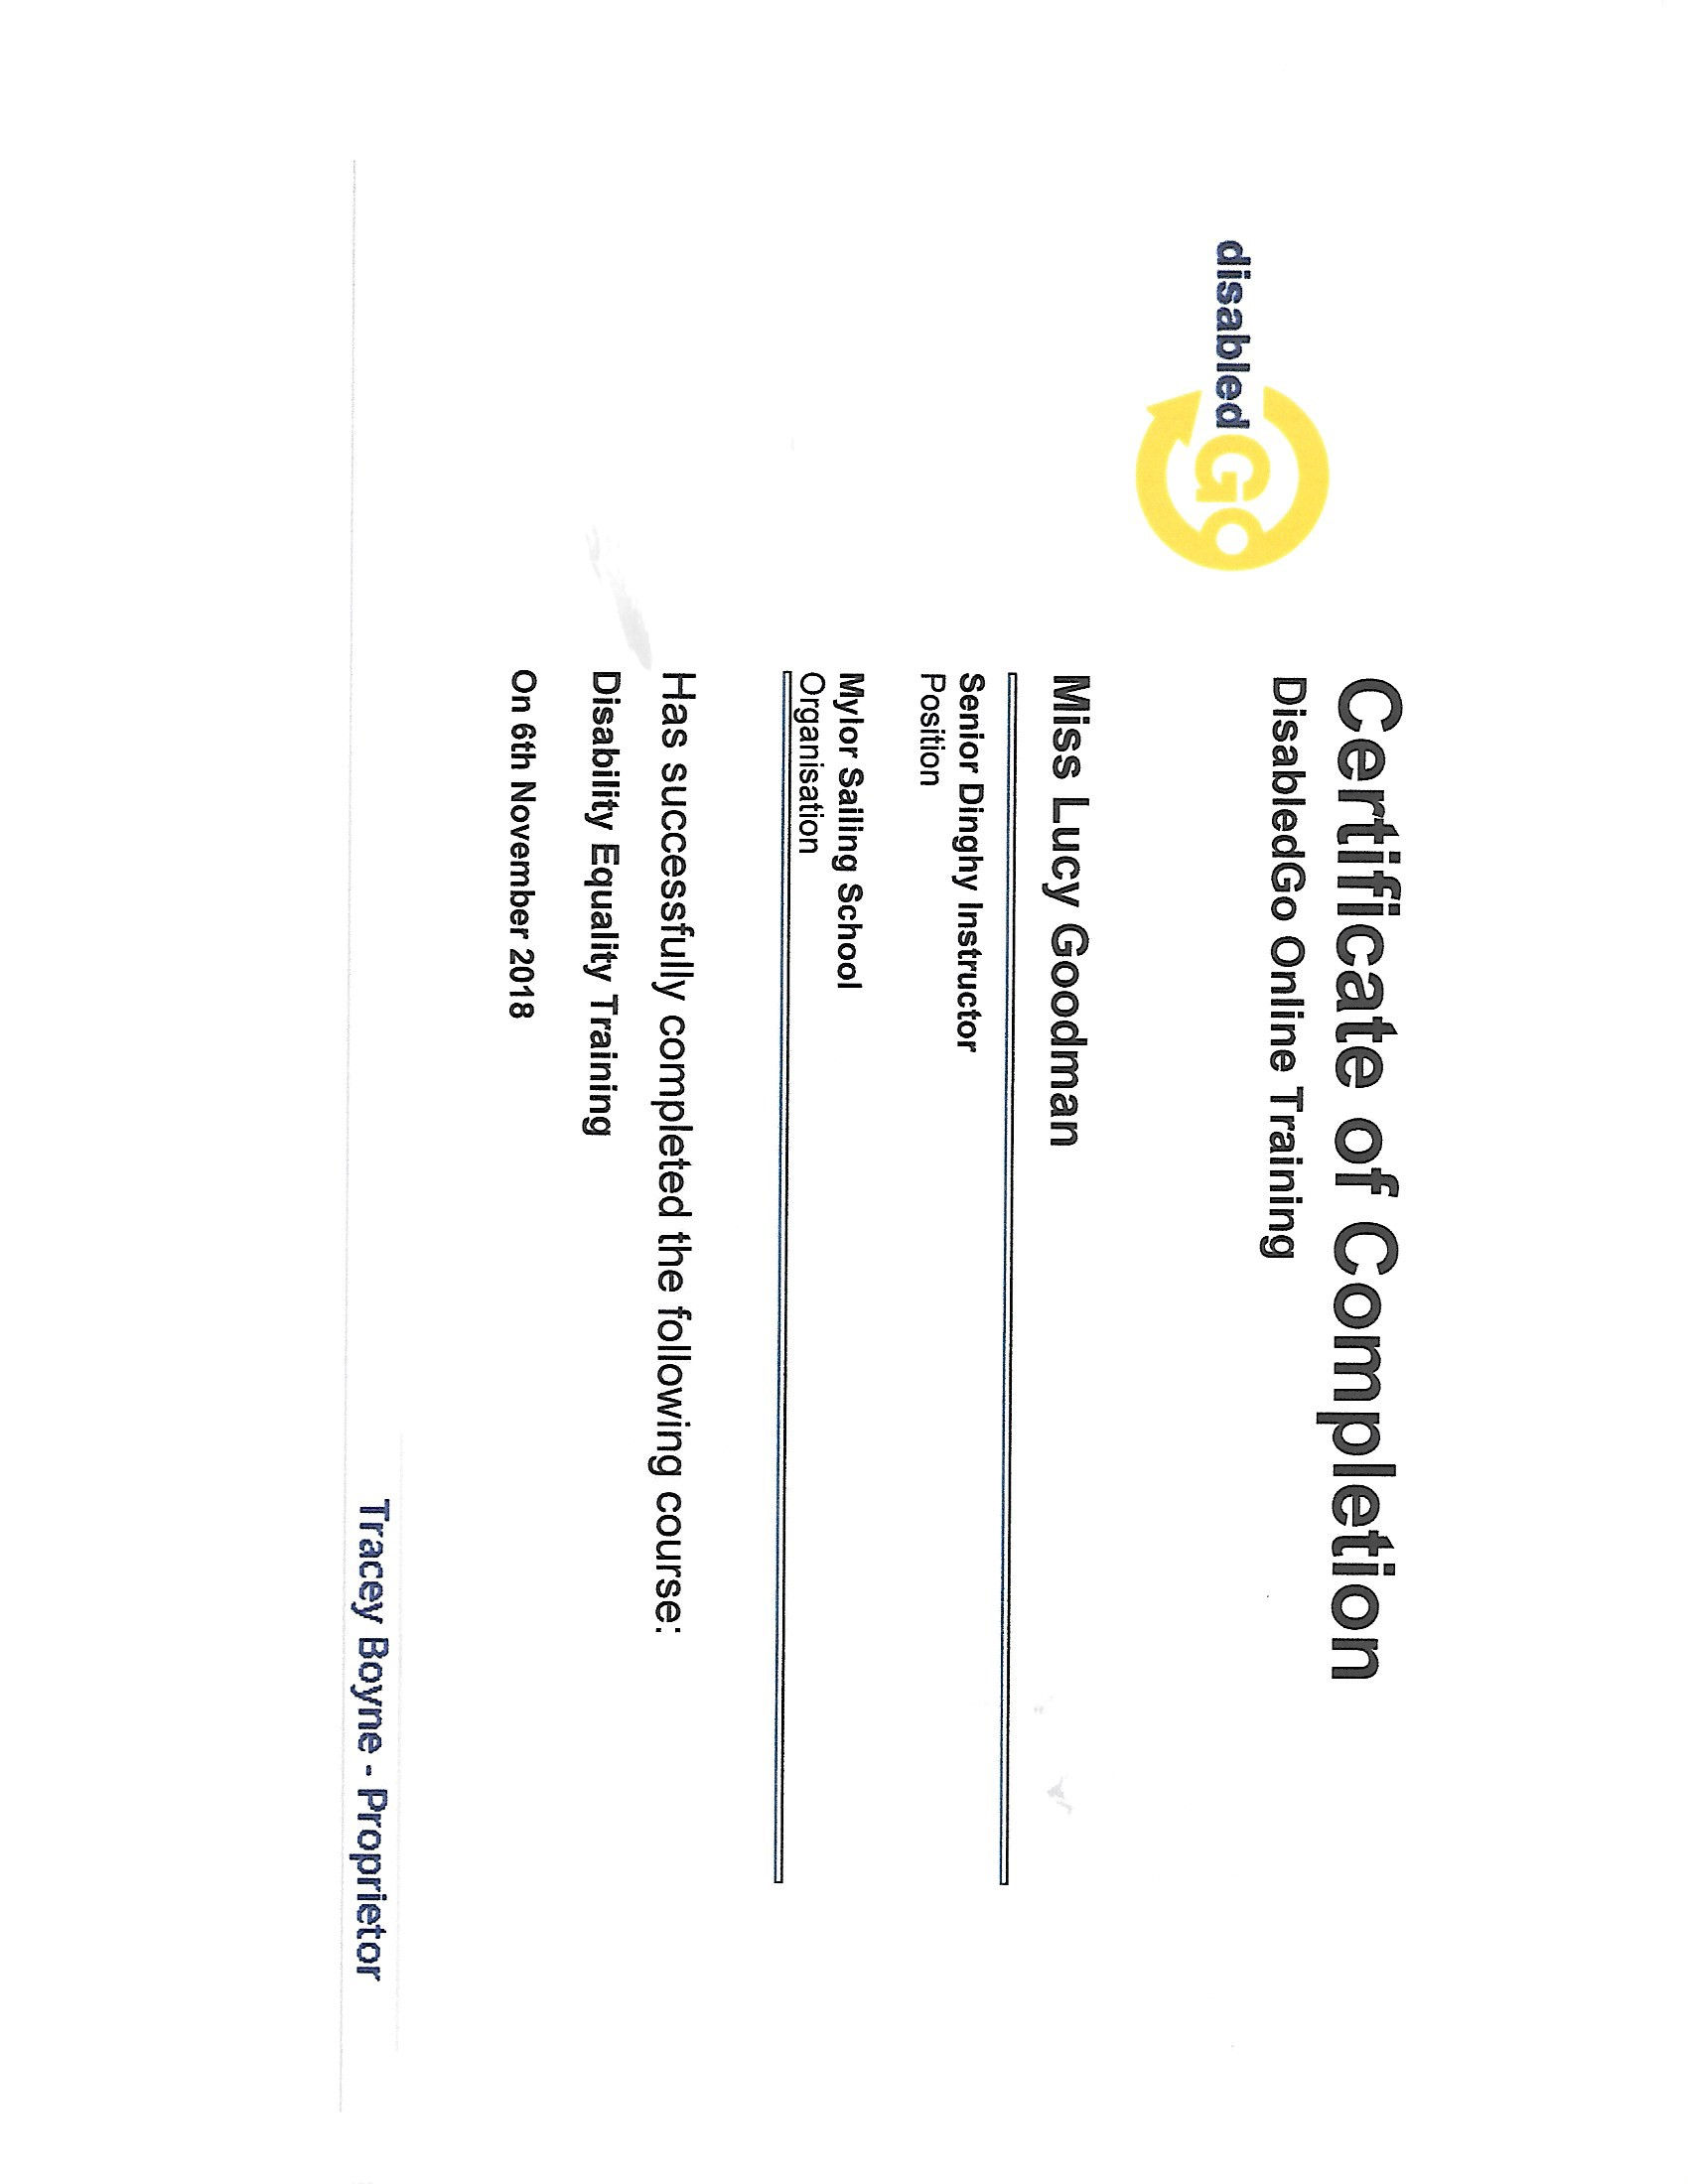 Certificate of Completion
DisabledGo Online Training
disabledGO
Miss Lucy Goodman
Senior Dinghy Instructor
Position
Mylor Sailing School
Organisation
Has successfully completed the following course:
Disability Equality Training
On 6th November 2018
Tracey Boyne - Proprietor